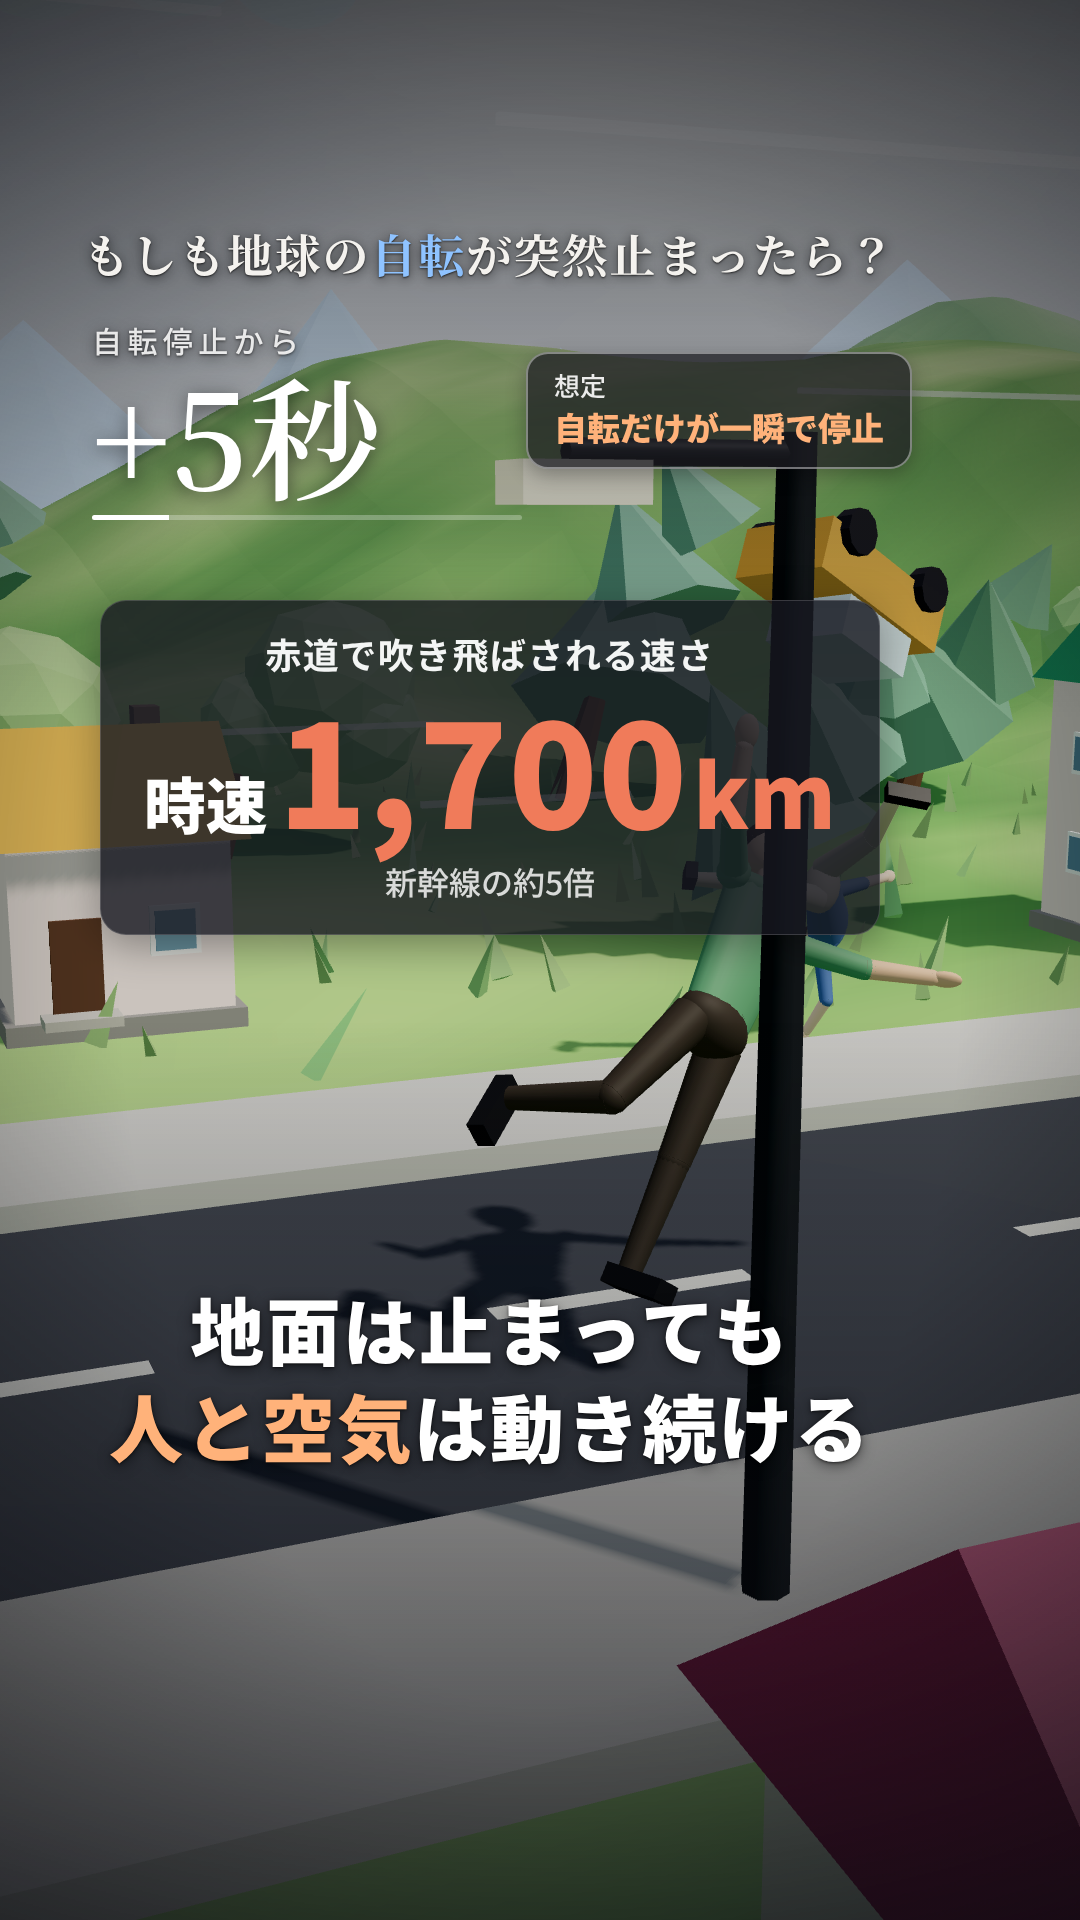 もしも地球の自転が突然止まったら？
自転停止から
+5秒
想定
自転だけが一瞬で停止
赤道で吹き飛ばされる速さ
時速1,700km
新幹線の約5倍
地面は止まっても
人と空気は動き続ける